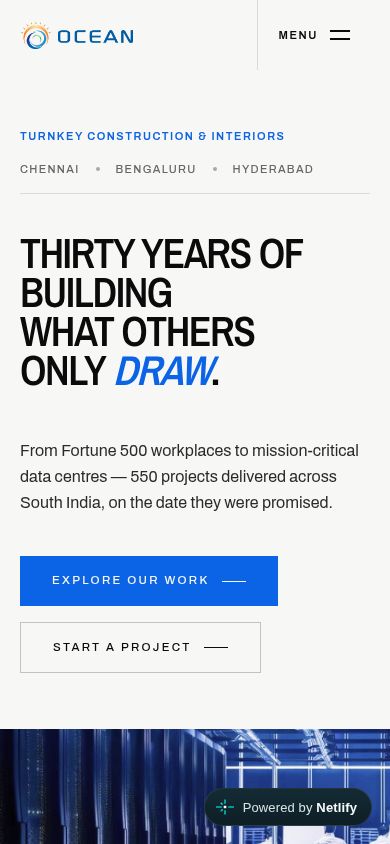 OCEAN
MENU
TURNKEY CONSTRUCTION & INTERIORS
CHENNAI • BENGALURU • HYDERABAD
THIRTY YEARS OF
BUILDING
WHAT OTHERS
ONLY DRAW.
From Fortune 500 workplaces to mission-critical
data centres — 550 projects delivered across
South India, on the date they were promised.
EXPLORE OUR WORK
START A PROJECT
Powered by Netlify